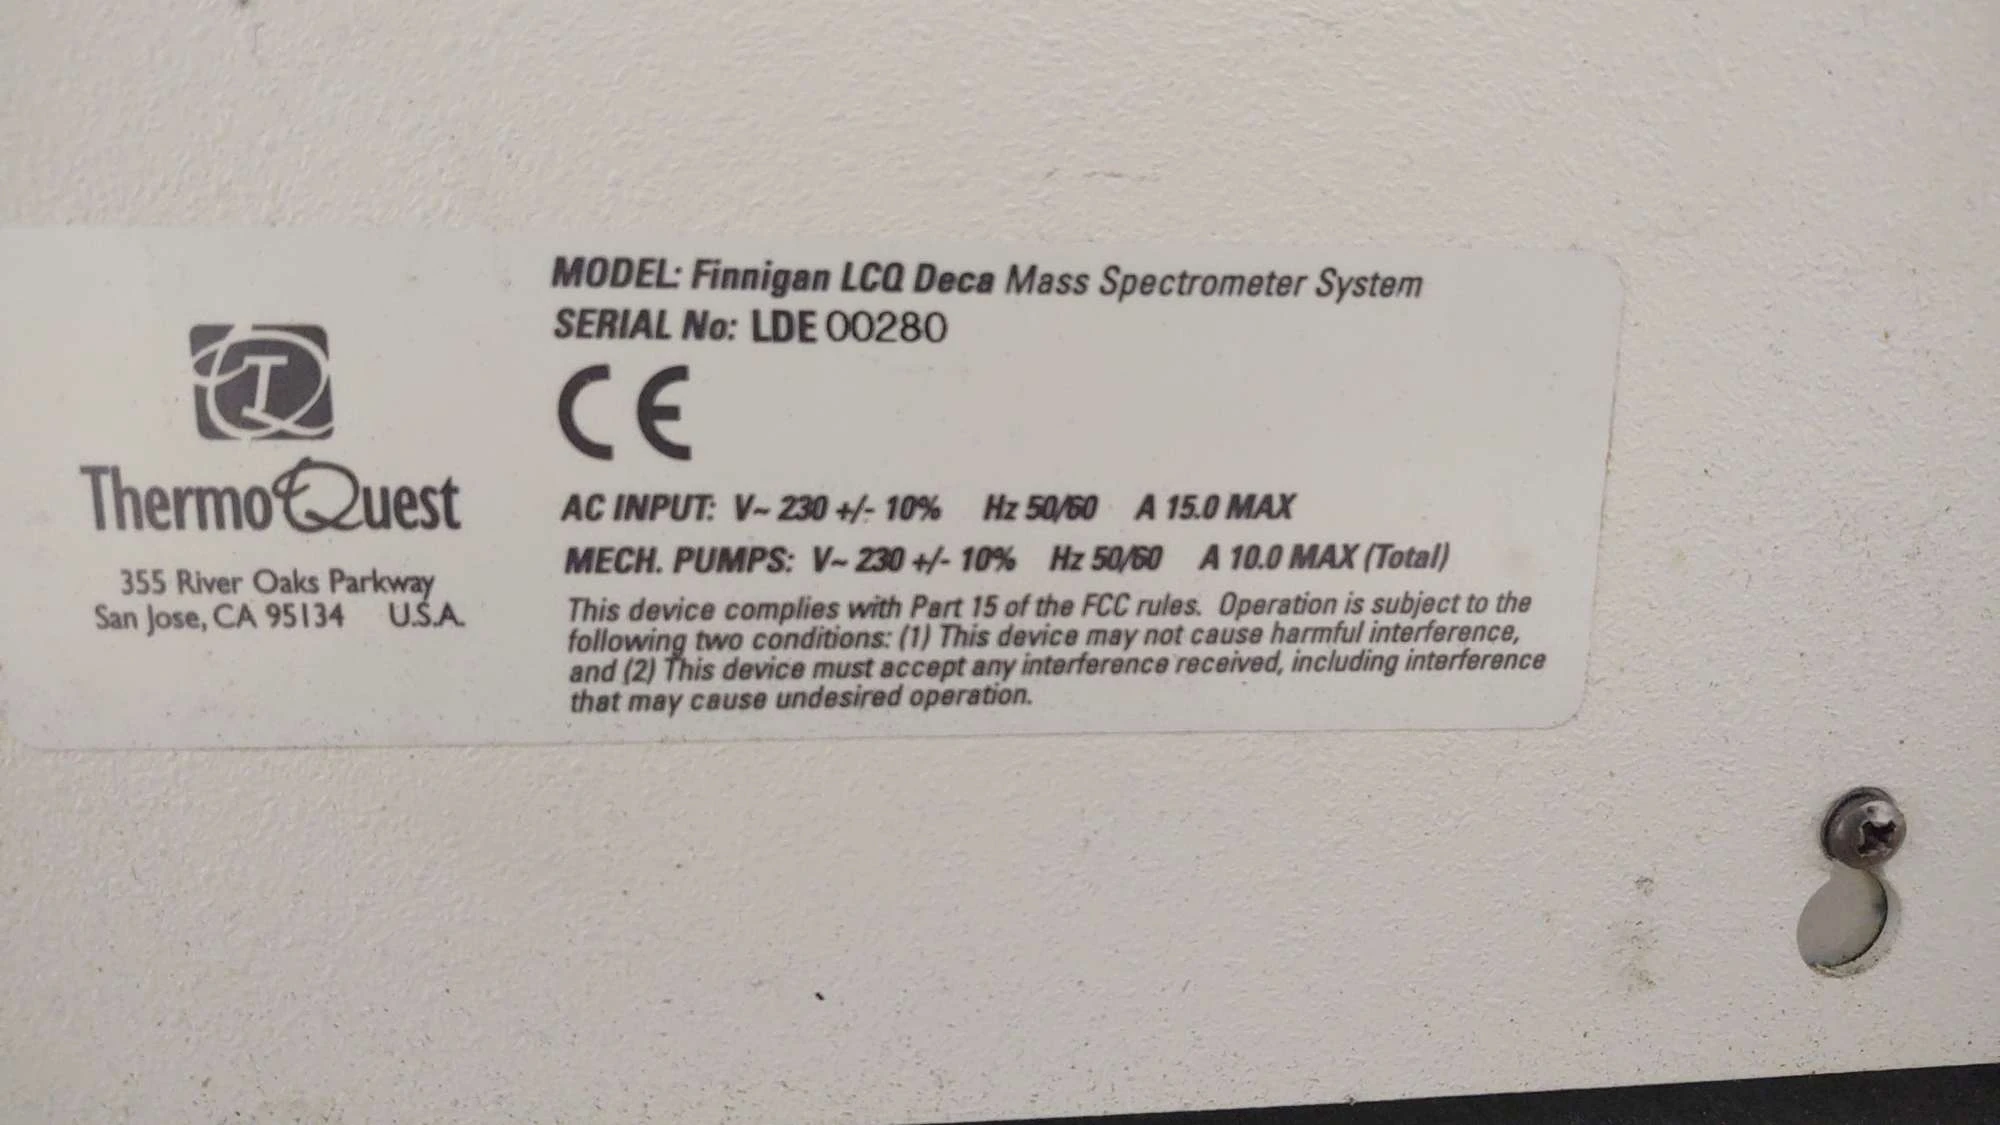 MODEL: Finnigan LCQ Deca Mass Spectrometer System
SERIAL No: LDE 00280
CE
T
ThermoQuest
355 River Oaks Parkway
San Jose, CA 95134 U.S.A.
AC INPUT: V~ 230 +/- 10% Hz 50/60 A 15.0 MAX
MECH. PUMPS: V~ 230 +/- 10% Hz 50/60 A 10.0 MAX (Total)
This device complies with Part 15 of the FCC rules. Operation is subject to the
following two conditions: (1) This device may not cause harmful interference,
and (2) This device must accept any interference received, including interference
that may cause undesired operation.